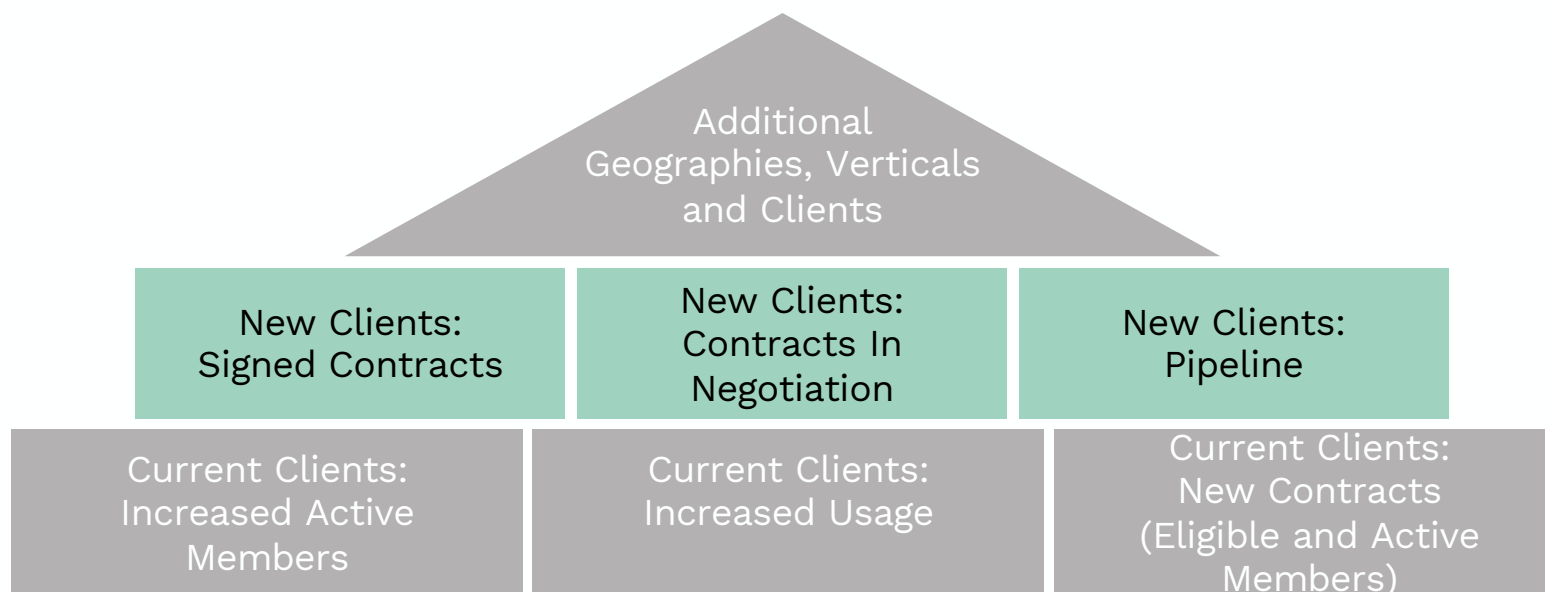 Additional
Geographies, Verticals
and Clients
New Clients:
Signed Contracts
New Clients:
Contracts In
Negotiation
New Clients:
Pipeline
Current Clients:
Increased Active
Members
Current Clients:
Increased Usage
Current Clients:
New Contracts
(Eligible and Active
Members)